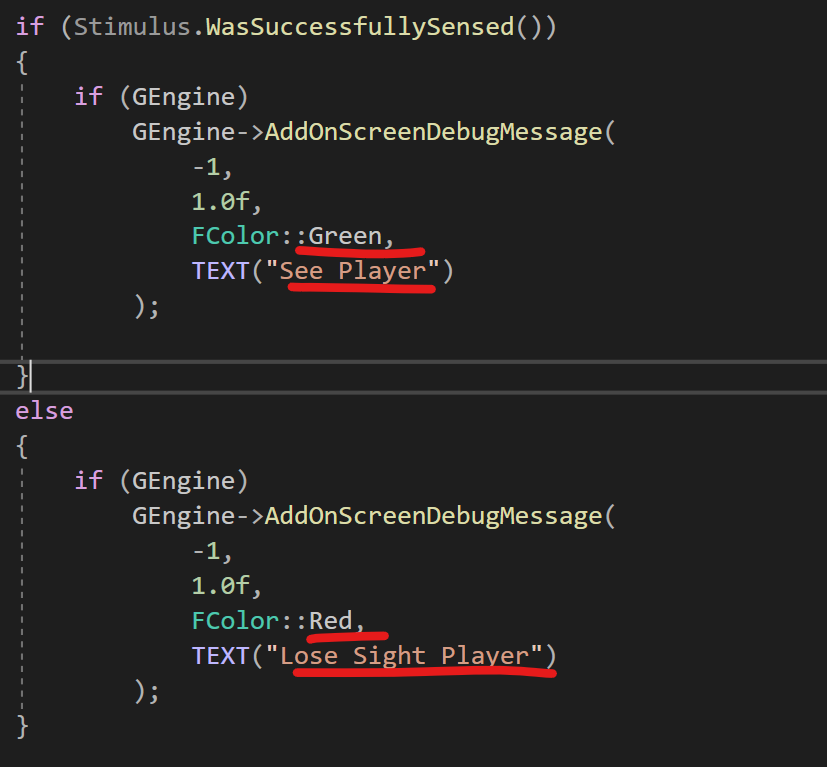 if (Stimulus.WasSuccessfullySensed())
{
if (GEngine)
GEngine->AddOnScreenDebugMessage(
-1,
1.0f,
FColor::Green,
TEXT("See Player")
);
}
else
{
if (GEngine)
GEngine->AddOnScreenDebugMessage(
-1,
1.0f,
FColor::Red,
TEXT("Lose Sight Player")
);
}